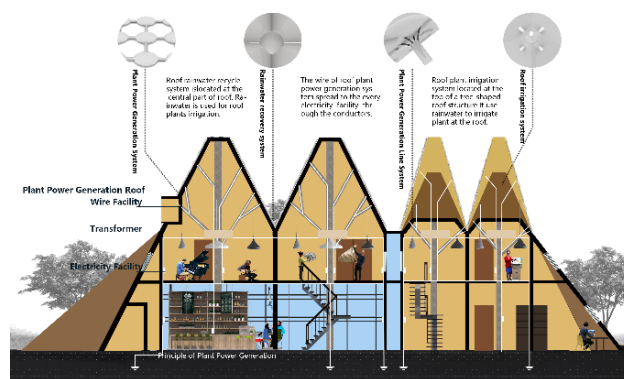 Plant Power Generation System
Roof rainwater recycle
system islocated at the
central part of roof. Ra-
inwater is used for roof
plants irrigation.
Rainwater recovery system
The wire of roof plant
power generation sys
tem spread to the every
electricity facility thr
ough the conductors.
Plant Power Generation Line System
Roof plant irrigation
system located at the
top of a tree shaped
roof structure it use
rainwater to irrigate
plant at the roof.
Roof irrigation system
Plant Power Generation Roof
Wire Facility
Transformer
Electricity Facility
Principle of Plant Power Generation